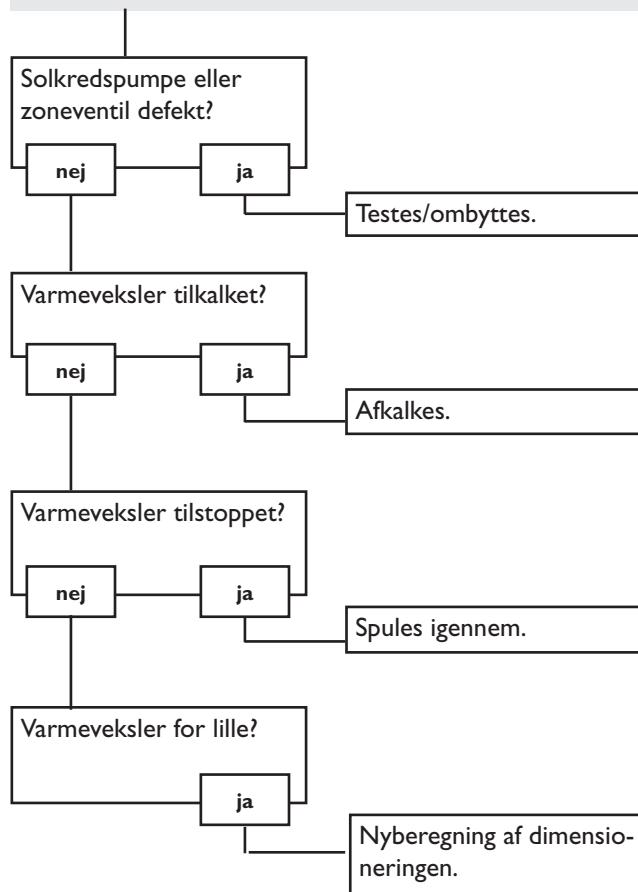 Solkredspumpe eller
zoneventil defekt?
nej
ja
Testes/ombyttes.
Varmeveksler tilkalket?
nej
ja
Afkalkes.
Varmeveksler tilstoppet?
nej
ja
Spules igennem.
Varmeveksler for lille?
ja
Nyberegning af dimensio-
neringen.